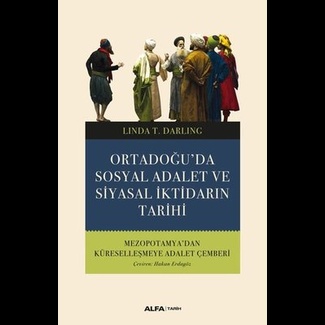 LINDA T. DARLING
ORTADOĞU'DA
SOSYAL ADALET VE
SİYASAL İKTİDARIN
TARİHİ
MEZOPOTAMYA'DAN
KÜRESELLEŞMEYE ADALET ÇEMBERİ
Çeviren: Hakan Erdagöz
ALFA TARİH